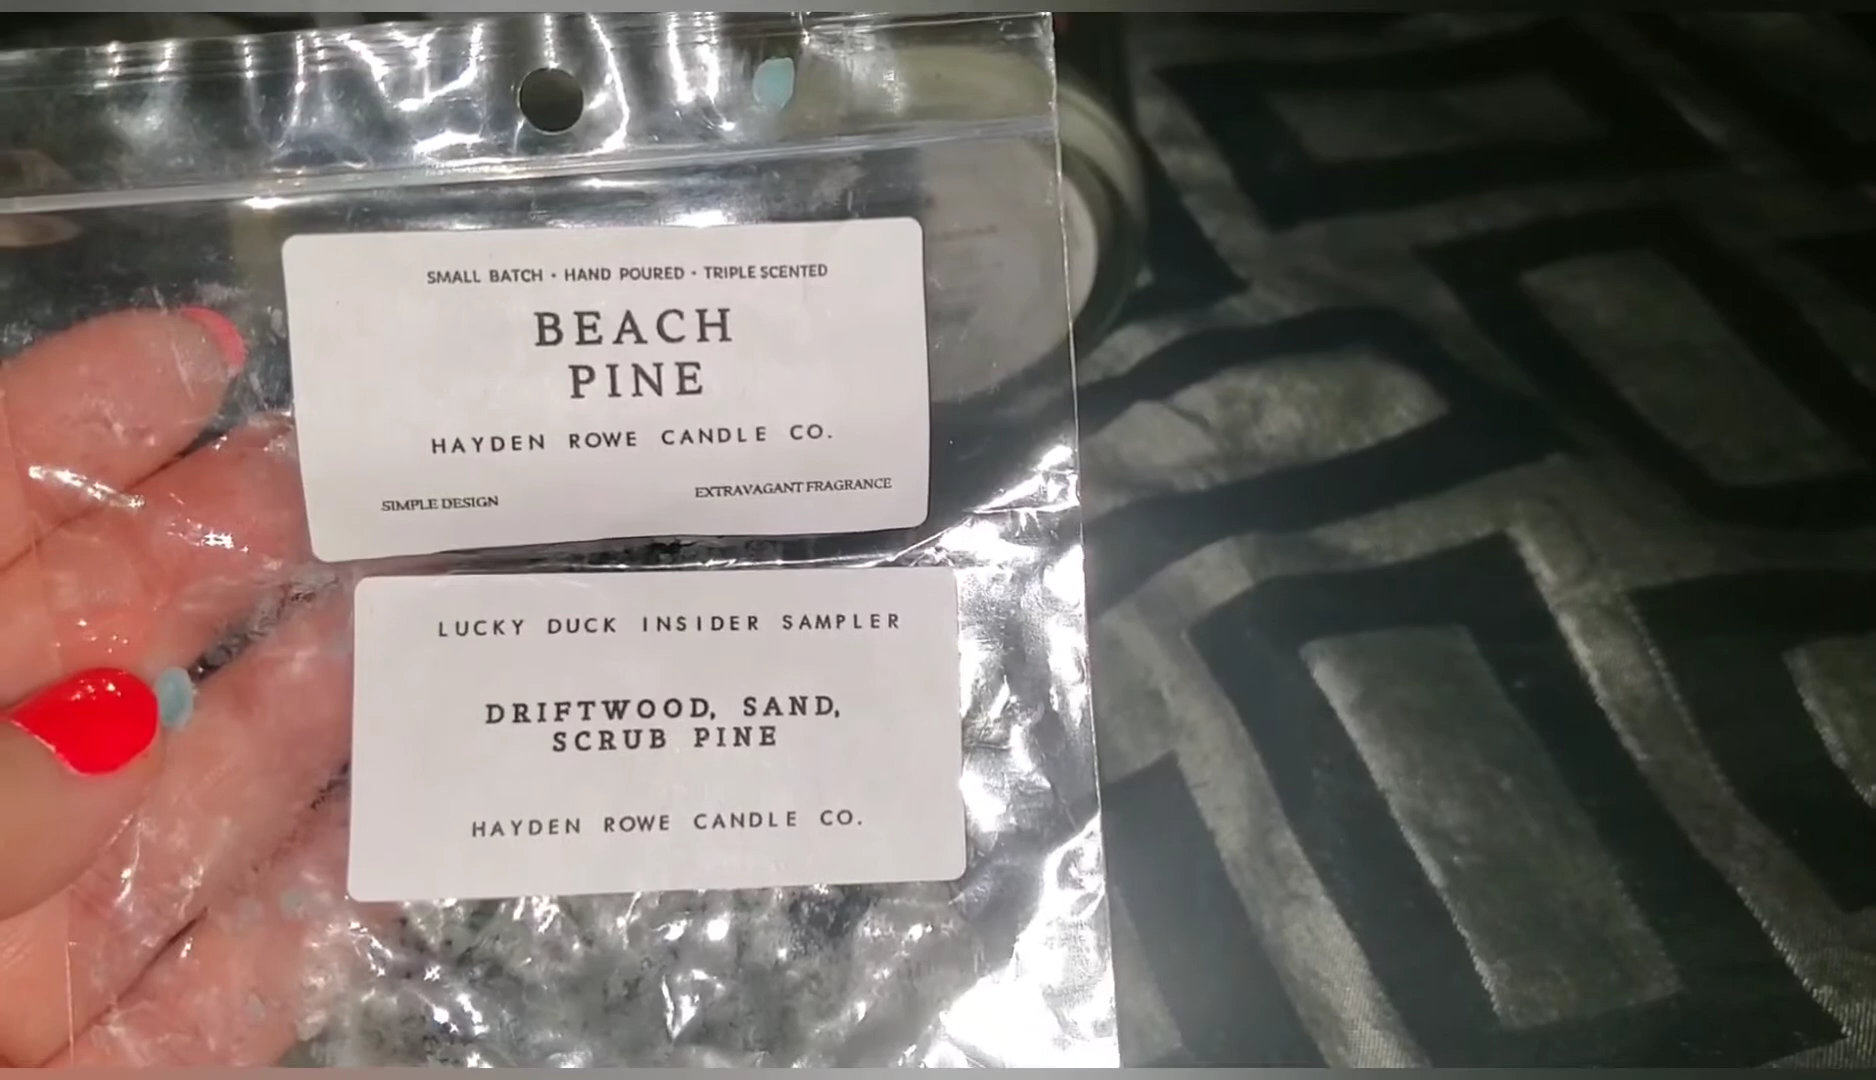 SMALL BATCH • HAND POURED • TRIPLE SCENTED
BEACH
PINE
HAYDEN ROWE CANDLE CO.
SIMPLE DESIGN EXTRAVAGANT FRAGRANCE
LUCKY DUCK INSIDER SAMPLER
DRIFTWOOD, SAND,
SCRUB PINE
HAYDEN ROWE CANDLE CO.